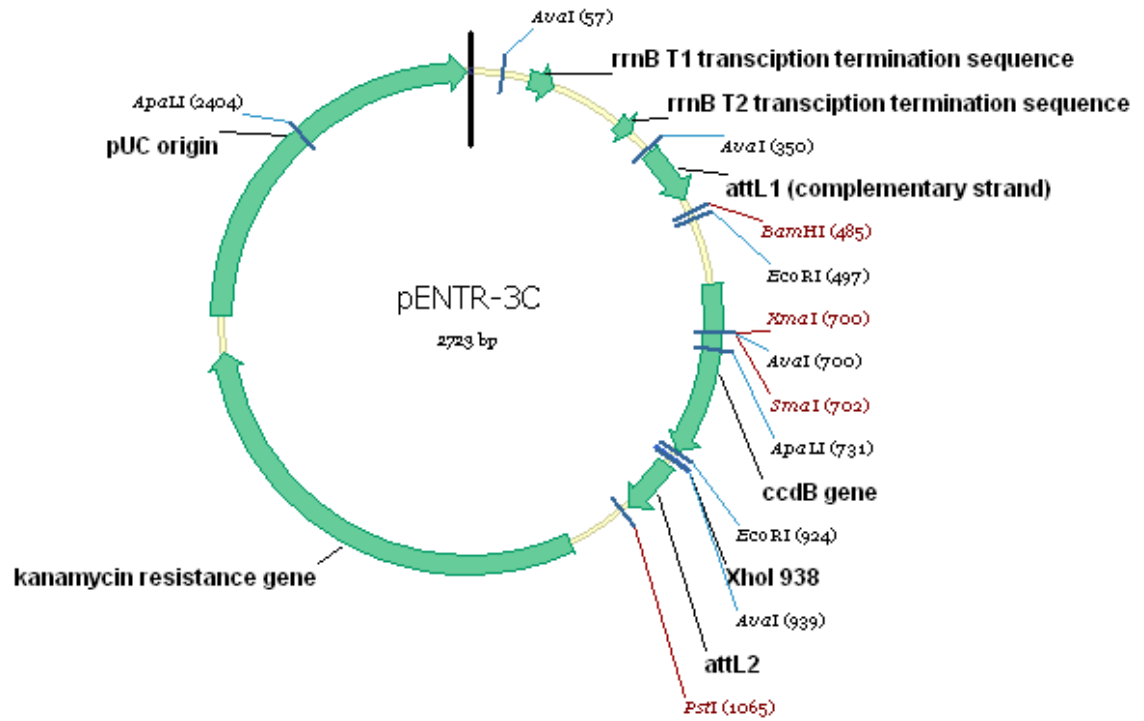 AvaI (57)
rrnB T1 transciption termination sequence
ApaLI (2404)
rrnB T2 transciption termination sequence
pUC origin
AvaI (350)
attL1 (complementary strand)
BamHI (485)
EcoRI (497)
pENTR-3C
XmaI (700)
2723 bp
AvaI (700)
SmaI (702)
ApaLI (731)
ccdB gene
EcoRI (924)
kanamycin resistance gene
XhoI 938
AvaI (939)
attL2
PstI (1065)